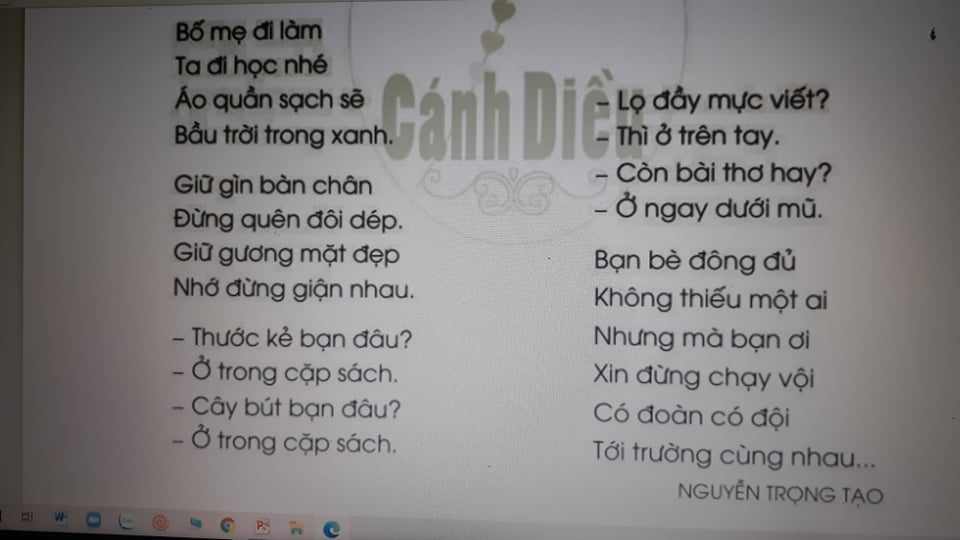 Bố mẹ đi làm
Ta đi học nhé
Áo quần sạch sẽ
Bầu trời trong xanh.
Giữ gìn bàn chân
Đừng quên đôi dép.
Giữ gương mặt đẹp
Nhớ đừng giận nhau.
– Thước kẻ bạn đâu?
– Ở trong cặp sách.
– Cây bút bạn đâu?
– Ở trong cặp sách.
Cánh Diều
– Lọ đầy mực viết?
– Thì ở trên tay.
– Còn bài thơ hay?
– Ở ngay dưới mũ.
Bạn bè đông đủ
Không thiếu một ai
Nhưng mà bạn ơi
Xin đừng chạy vội
Có đoàn có đội
Tới trường cùng nhau...
NGUYỄN TRỌNG TẠO